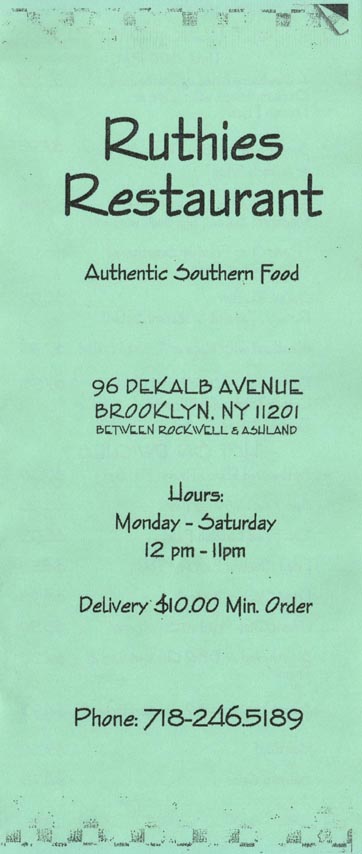 Ruthies
Restaurant
Authentic Southern Food
96 DEKALB AVENUE
BROOKLYN, NY 11201
BETWEEN ROCKWELL & ASHLAND
Hours:
Monday - Saturday
12 pm - 11pm
Delivery $10.00 Min. Order
Phone: 718-246.5189